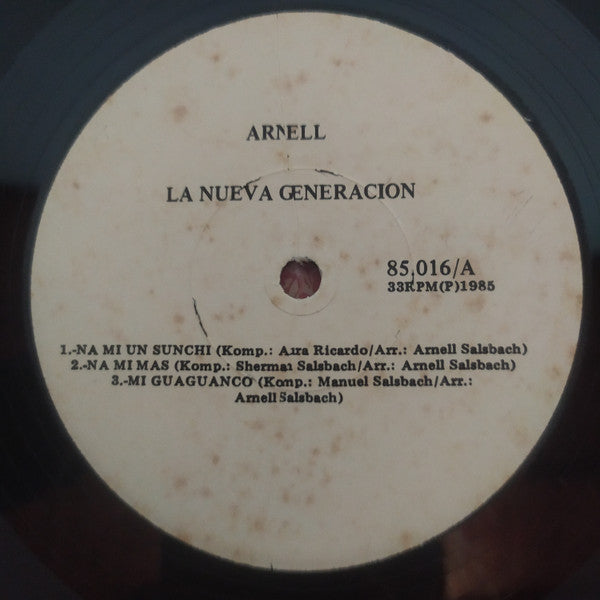 ARNELL
LA NUEVA GENERACION
85,016/A
33RPM(P)1985
1.-NA MI UN SUNCHI (Komp.: Aura Ricardo/Arr.: Arnell Salsbach)
2.-NA MI MAS (Komp.: Sherman Salsbach/Arr.: Arnell Salsbach)
3.-MI GUAGUANCO (Komp.: Manuel Salsbach/Arr.:
Arnell Salsbach)